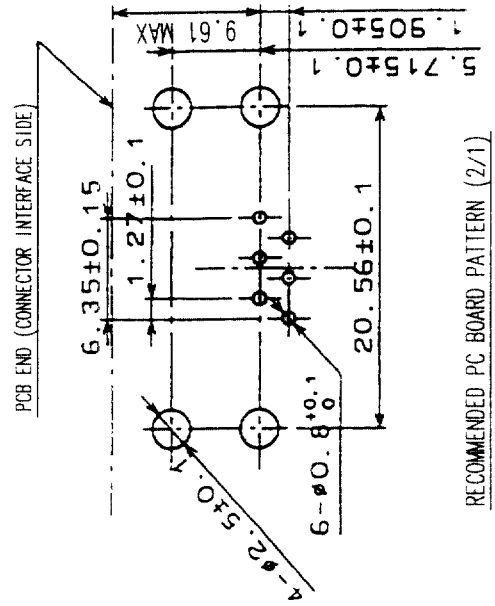 PCB END (CONNECTOR INTERFACE SIDE)
6.35±0.15
1.27±0.1
9.61 MAX
1.905±0.1
5.715±0.1
20.56±0.1
6-ø0.8 +0.1 0
4-ø2.5±0.1
RECOMMENDED PC BOARD PATTERN (2/1)